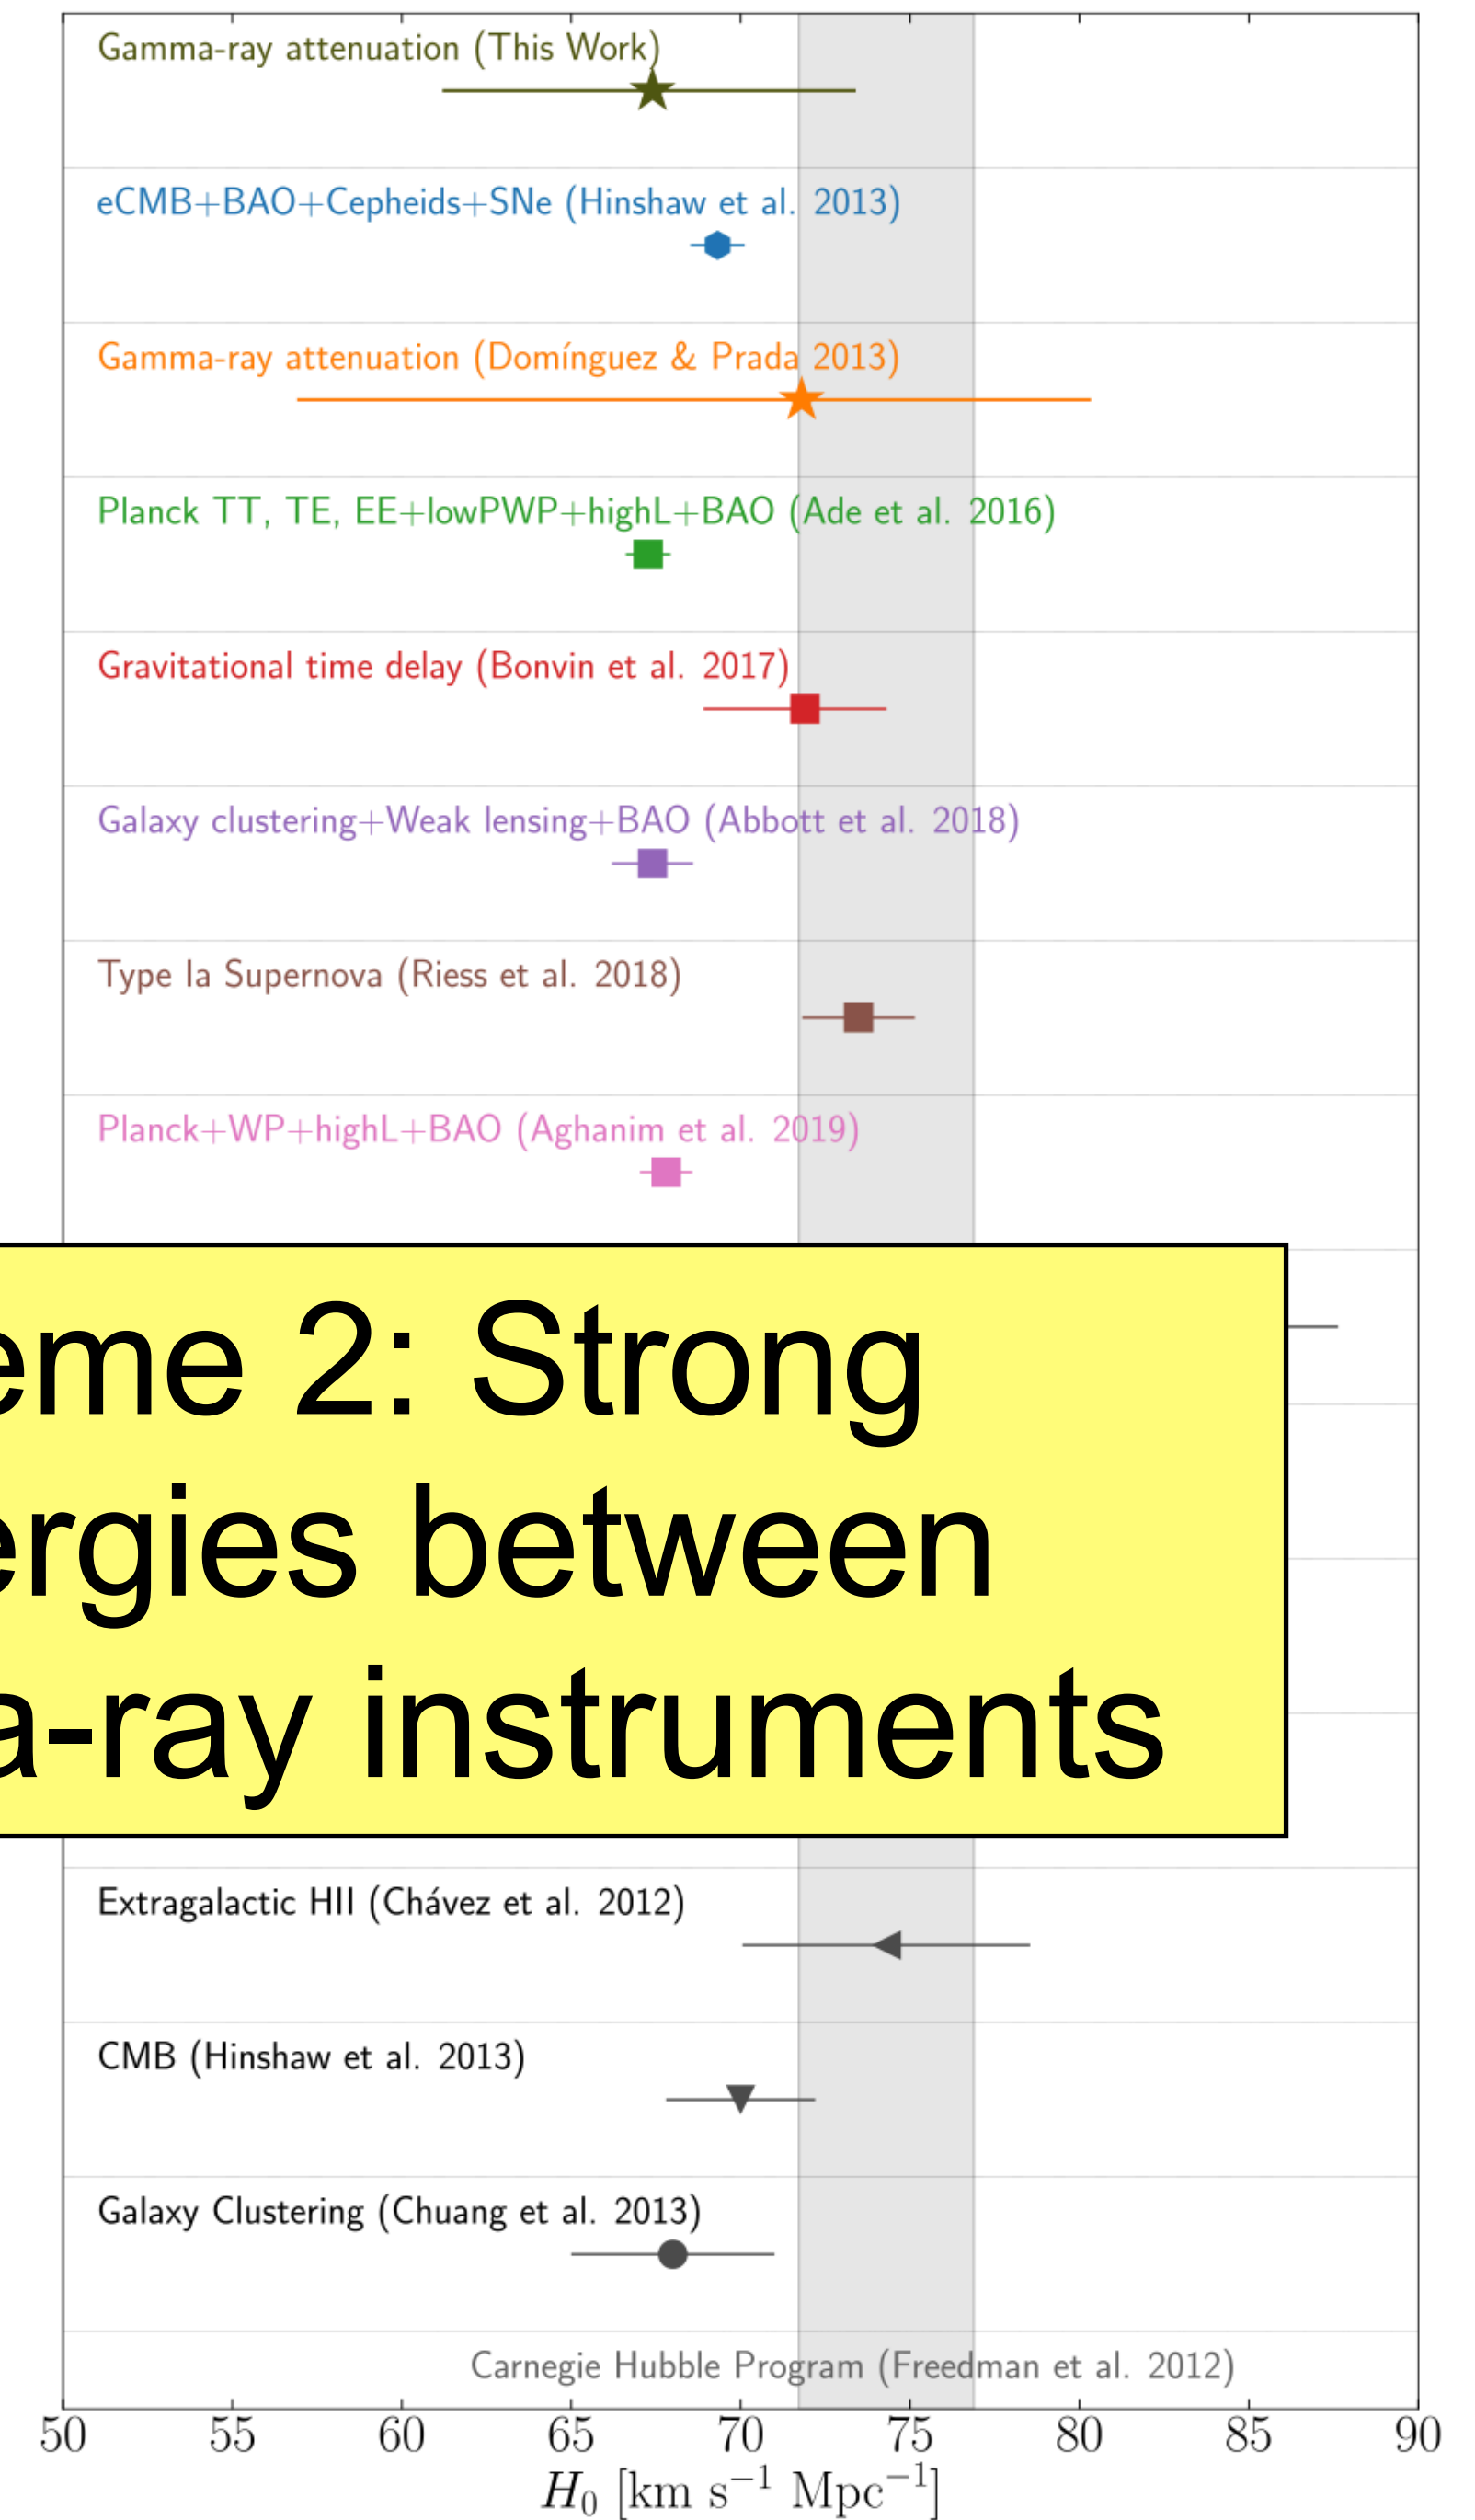 Gamma-ray attenuation (This Work)
eCMB+BAO+Cepheids+SNe (Hinshaw et al. 2013)
Gamma-ray attenuation (Domínguez & Prada 2013)
Planck TT, TE, EE+lowPWP+highL+BAO (Ade et al. 2016)
Gravitational time delay (Bonvin et al. 2017)
Galaxy clustering+Weak lensing+BAO (Abbott et al. 2018)
Type Ia Supernova (Riess et al. 2018)
Planck+WP+highL+BAO (Aghanim et al. 2019)
eme 2: Strong
ergies between
a-ray instruments
Extragalactic HII (Chávez et al. 2012)
CMB (Hinshaw et al. 2013)
Galaxy Clustering (Chuang et al. 2013)
Carnegie Hubble Program (Freedman et al. 2012)
50 55 60 65 70 75 80 85 90
H₀ [km s⁻¹ Mpc⁻¹]